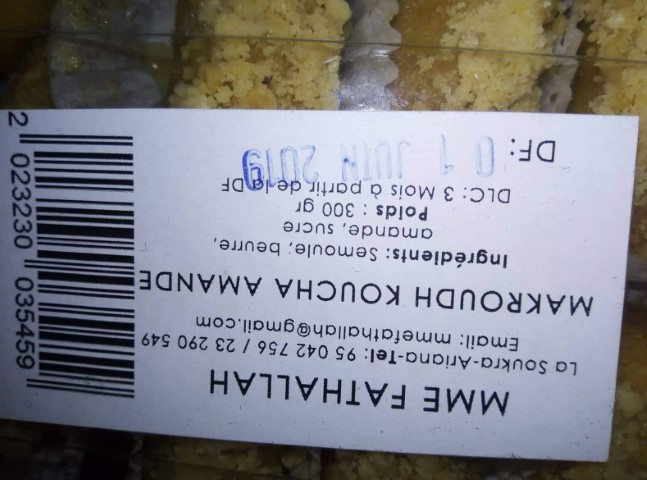 MME FATHALLAH
La Soukra-Ariana-Tel: 95 042 756 / 23 290 549
Email: mmefathallah@gmail.com
MAKROUDH KOUCHA AMANDE
Ingrédients: Semoule, beurre,
amande, sucre
Poids : 300 gr
DLC: 3 Mois à partir de la DF
DF: 01 JUIN 2019
2 023230 035459